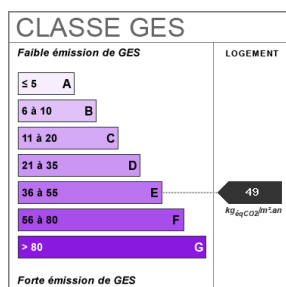 CLASSE GES
Faible émission de GES
LOGEMENT
≤ 5 A
6 à 10 B
11 à 20 C
21 à 35 D
36 à 55 E
49
kgéqCO2/m².an
56 à 80 F
> 80 G
Forte émission de GES